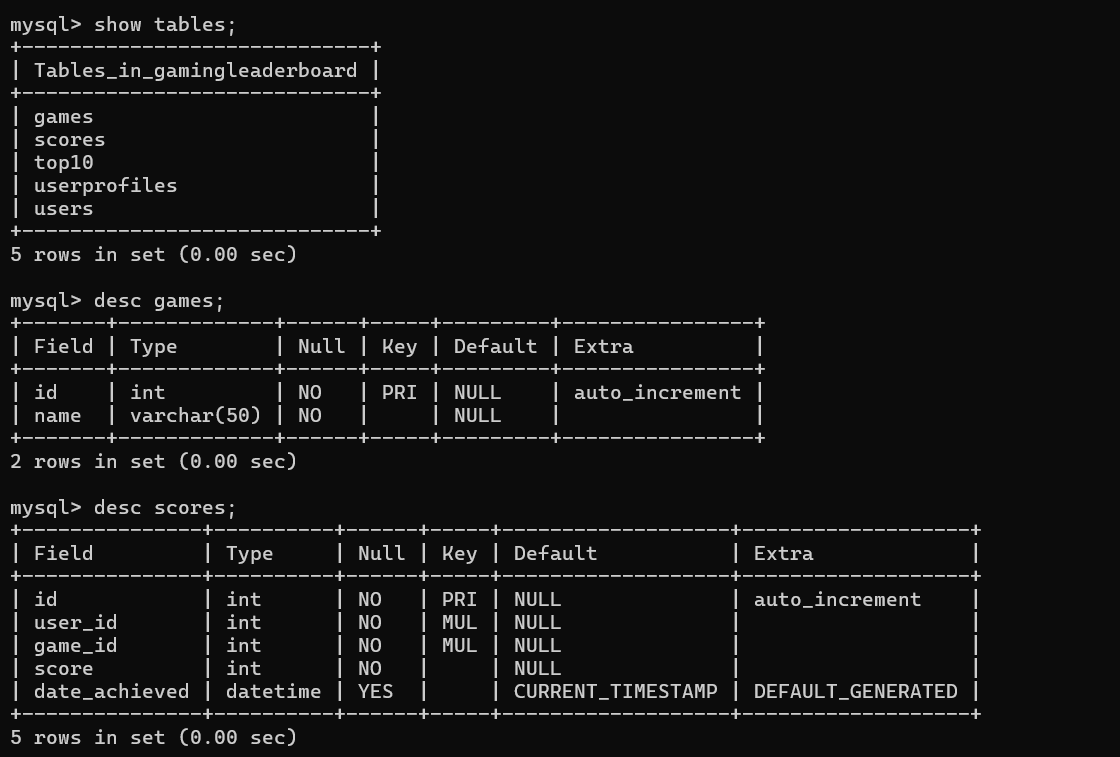 mysql> show tables;
+-----------------------------+
| Tables_in_gamingleaderboard |
+-----------------------------+
| games                       |
| scores                      |
| top10                       |
| userprofiles                |
| users                       |
+-----------------------------+
5 rows in set (0.00 sec)

mysql> desc games;
+-------+-------------+------+-----+---------+----------------+
| Field | Type        | Null | Key | Default | Extra          |
+-------+-------------+------+-----+---------+----------------+
| id    | int         | NO   | PRI | NULL    | auto_increment |
| name  | varchar(50) | NO   |     | NULL    |                |
+-------+-------------+------+-----+---------+----------------+
2 rows in set (0.00 sec)

mysql> desc scores;
+---------------+----------+------+-----+-------------------+-------------------+
| Field         | Type     | Null | Key | Default           | Extra             |
+---------------+----------+------+-----+-------------------+-------------------+
| id            | int      | NO   | PRI | NULL              | auto_increment    |
| user_id       | int      | NO   | MUL | NULL              |                   |
| game_id       | int      | NO   | MUL | NULL              |                   |
| score         | int      | NO   |     | NULL              |                   |
| date_achieved | datetime | YES  |     | CURRENT_TIMESTAMP | DEFAULT_GENERATED |
+---------------+----------+------+-----+-------------------+-------------------+
5 rows in set (0.00 sec)